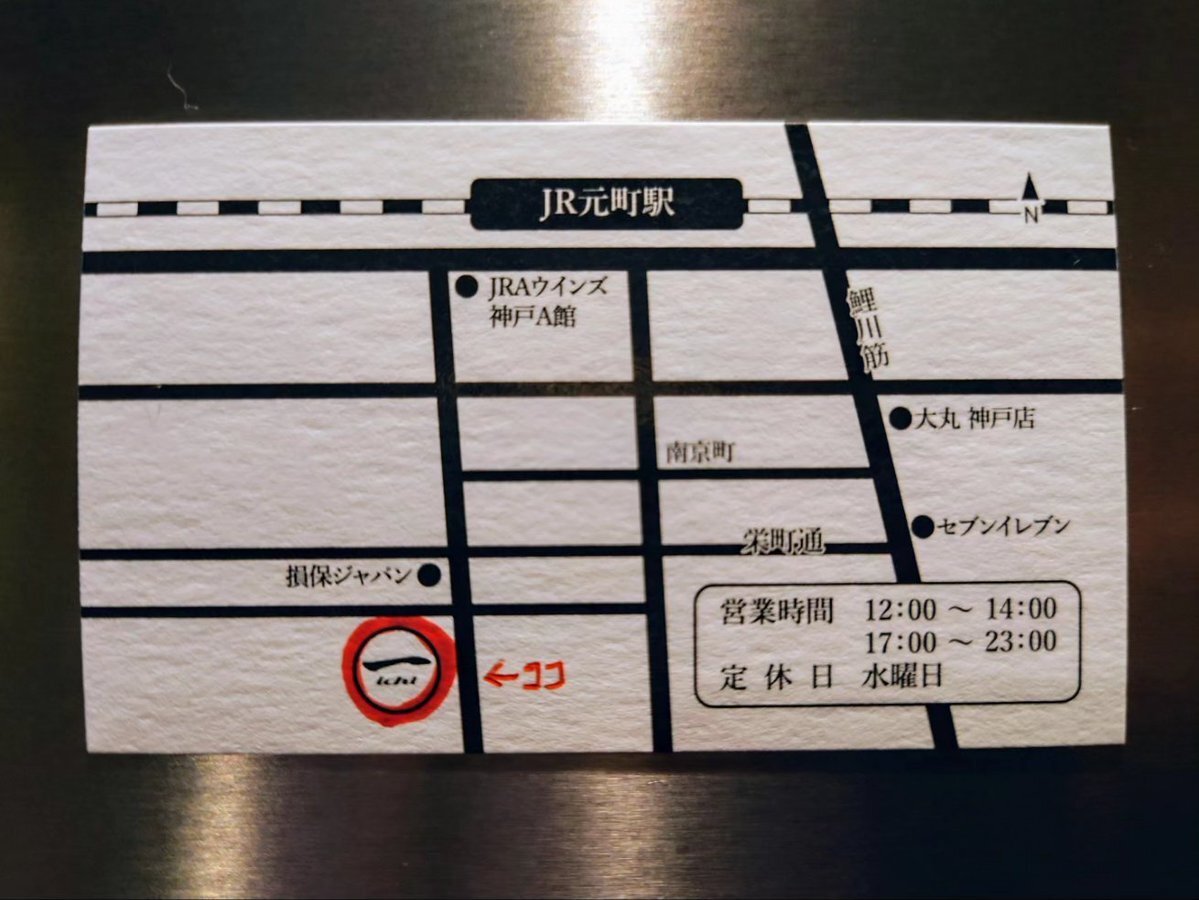 JR元町駅
N
JRAウインズ
神戸A館
鯉川筋
大丸 神戸店
南京町
セブンイレブン
栄町通
損保ジャパン
営業時間 12:00 〜 14:00
17:00 〜 23:00
定休日 水曜日
一
ichi
←ココ